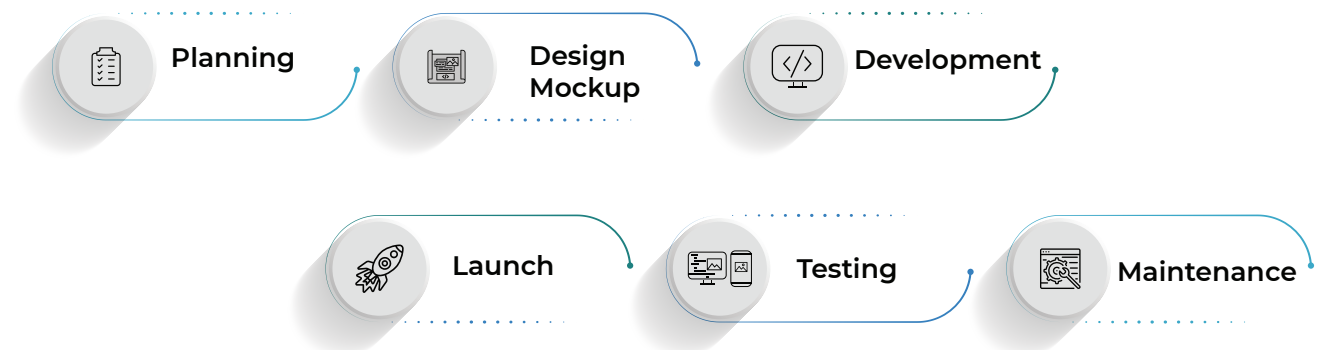 Planning
Design
Mockup
Development
Launch
Testing
Maintenance